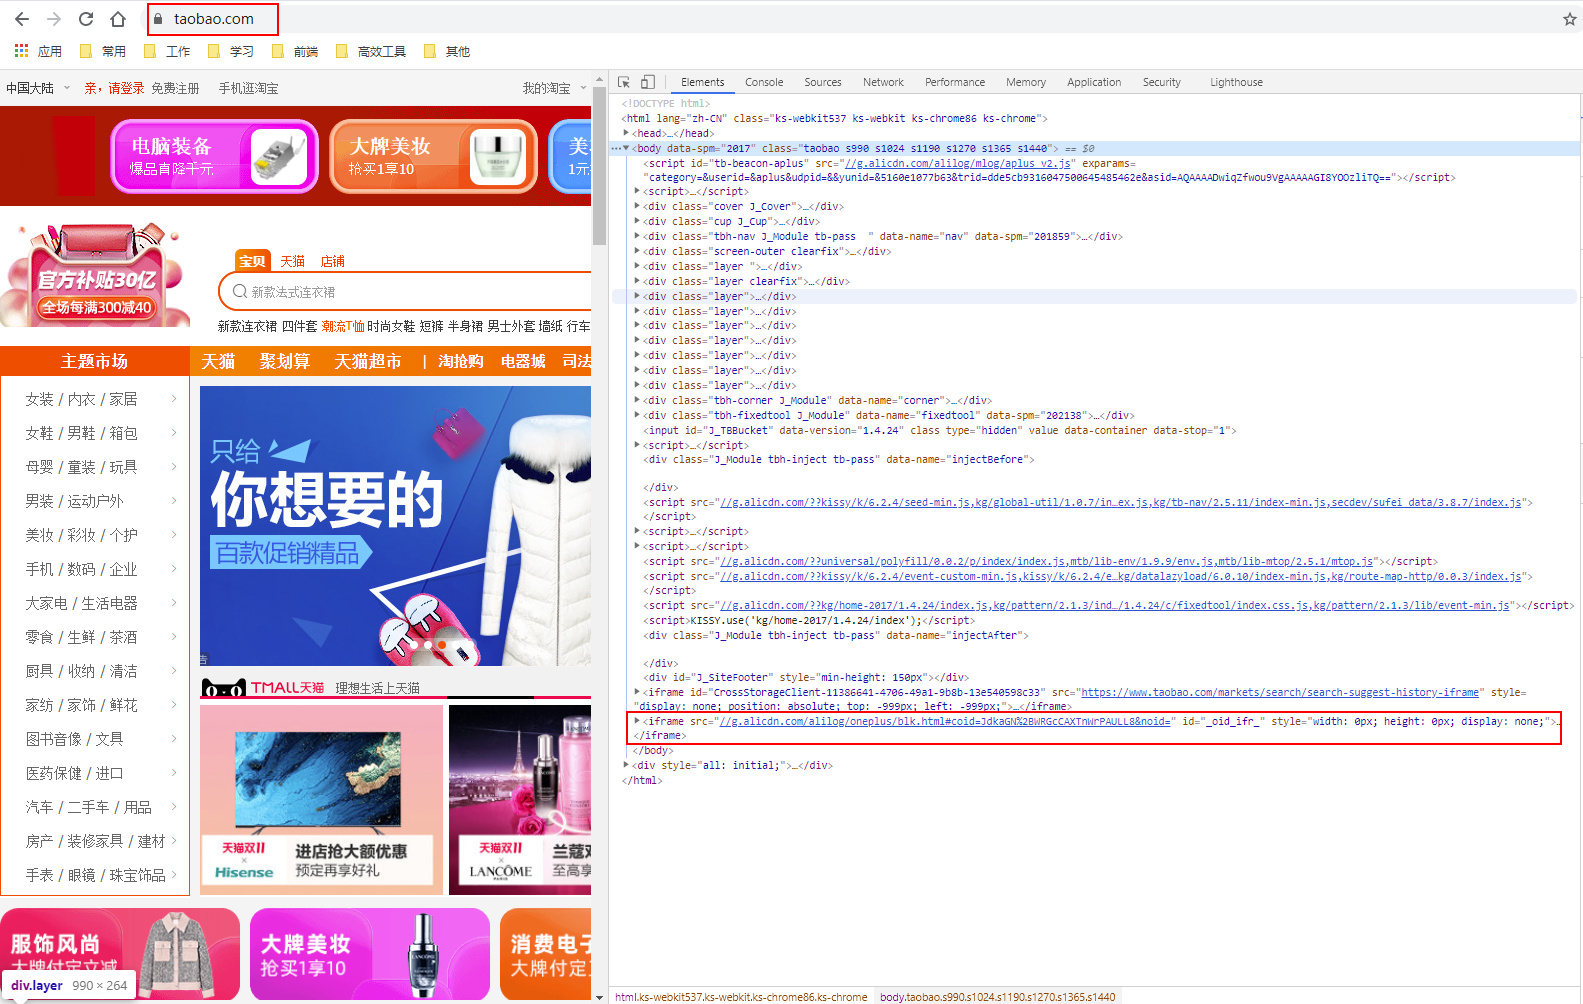 taobao.com
应用 常用 工作 学习 前端 高效工具 其他
中国大陆 亲，请登录 免费注册 手机逛淘宝 我的淘宝
电脑装备
爆品直降千元
大牌美妆
抢买1享10
美
1元
官方补贴30亿
全场每满300减40
宝贝 天猫 店铺
新款法式连衣裙
新款连衣裙 四件套 潮流T恤 时尚女鞋 短裤 半身裙 男士外套 墙纸 行车
主题市场 天猫 聚划算 天猫超市 | 淘抢购 电器城 司法
女装 / 内衣 / 家居
女鞋 / 男鞋 / 箱包
母婴 / 童装 / 玩具
男装 / 运动户外
美妆 / 彩妆 / 个护
手机 / 数码 / 企业
大家电 / 生活电器
零食 / 生鲜 / 茶酒
厨具 / 收纳 / 清洁
家纺 / 家饰 / 鲜花
图书音像 / 文具
医药保健 / 进口
汽车 / 二手车 / 用品
房产 / 装修家具 / 建材
手表 / 眼镜 / 珠宝饰品
只给
你想要的
百款促销精品
告
TMALL天猫 理想生活上天猫
天猫双11
×
Hisense
进店抢大额优惠
预定再享好礼
天猫双11
×
LANCÔME
兰蔻双
至高享
服饰风尚
大牌付定立减
大牌美妆
抢买1享10
LANCÔME
消费电子
大牌付定
div.layer 990 × 264
Elements Console Sources Network Performance Memory Application Security Lighthouse
<!DOCTYPE html>
<html lang="zh-CN" class="ks-webkit537 ks-webkit ks-chrome86 ks-chrome">
<head>…</head>
<body data-spm="2017" class="taobao s990 s1024 s1190 s1270 s1365 s1440"> == $0
<script id="tb-beacon-aplus" src="//g.alicdn.com/alilog/mlog/aplus_v2.js" exparams=
"category=&userid=&aplus&udpid=&&yunid=&5160e1077b63&trid=dde5cb9316047500645485462e&asid=AQAAAADwiqZfwou9VgAAAAAGI8YOOzliTQ=="></script>
<script>…</script>
<div class="cover J_Cover">…</div>
<div class="cup J_Cup">…</div>
<div class="tbh-nav J_Module tb-pass  " data-name="nav" data-spm="201859">…</div>
<div class="screen-outer clearfix">…</div>
<div class="layer ">…</div>
<div class="layer clearfix">…</div>
<div class="layer">…</div>
<div class="layer">…</div>
<div class="layer">…</div>
<div class="layer">…</div>
<div class="layer">…</div>
<div class="layer">…</div>
<div class="layer">…</div>
<div class="tbh-corner J_Module" data-name="corner">…</div>
<div class="tbh-fixedtool J_Module" data-name="fixedtool" data-spm="202138">…</div>
<input id="J_TBBucket" data-version="1.4.24" class type="hidden" value data-container data-stop="1">
<script>…</script>
<div class="J_Module tbh-inject tb-pass" data-name="injectBefore">
</div>
<script src="//g.alicdn.com/??kissy/k/6.2.4/seed-min.js,kg/global-util/1.0.7/in…ex.js,kg/tb-nav/2.5.11/index-min.js,secdev/sufei_data/3.8.7/index.js">
</script>
<script>…</script>
<script>…</script>
<script src="//g.alicdn.com/??universal/polyfill/0.0.2/p/index/index.js,mtb/lib-env/1.9.9/env.js,mtb/lib-mtop/2.5.1/mtop.js"></script>
<script src="//g.alicdn.com/??kissy/k/6.2.4/event-custom-min.js,kissy/k/6.2.4/e…kg/datalazyload/6.0.10/index-min.js,kg/route-map-http/0.0.3/index.js">
</script>
<script src="//g.alicdn.com/??kg/home-2017/1.4.24/index.js,kg/pattern/2.1.3/ind…/1.4.24/c/fixedtool/index.css.js,kg/pattern/2.1.3/lib/event-min.js"></script>
<script>KISSY.use('kg/home-2017/1.4.24/index');</script>
<div class="J_Module tbh-inject tb-pass" data-name="injectAfter">
</div>
<div id="J_SiteFooter" style="min-height: 150px"></div>
<iframe id="CrossStorageClient-11386641-4706-49a1-9b8b-13e540598c33" src="https://www.taobao.com/markets/search/search-suggest-history-iframe" style=
"display: none; position: absolute; top: -999px; left: -999px;">…</iframe>
<iframe src="//g.alicdn.com/alilog/oneplus/blk.html#coid=JdkaGN%2BWRGcCAXTnWrPAULL8&noid=" id="_oid_ifr_" style="width: 0px; height: 0px; display: none;">…
</iframe>
</body>
<div style="all: initial;">…</div>
</html>
html.ks-webkit537.ks-webkit.ks-chrome86.ks-chrome body.taobao.s990.s1024.s1190.s1270.s1365.s1440